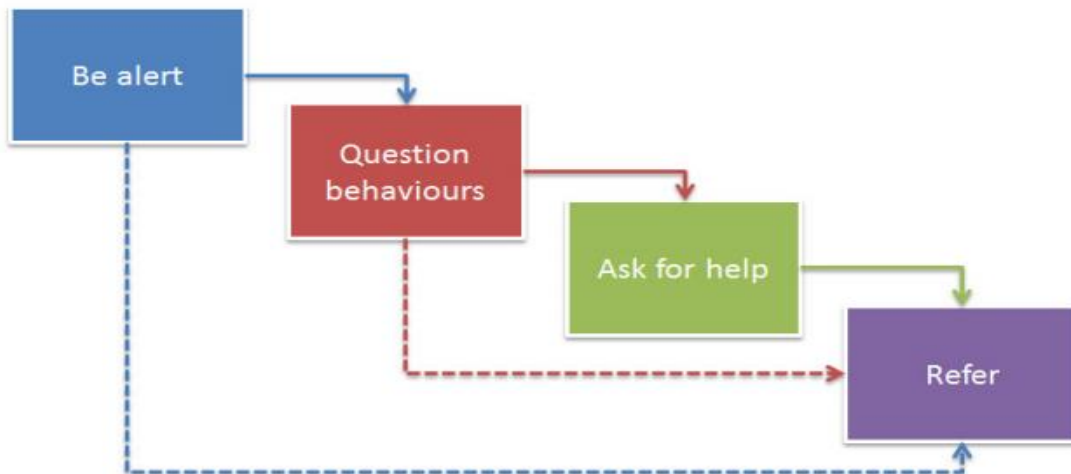 Be alert
Question
behaviours
Ask for help
Refer